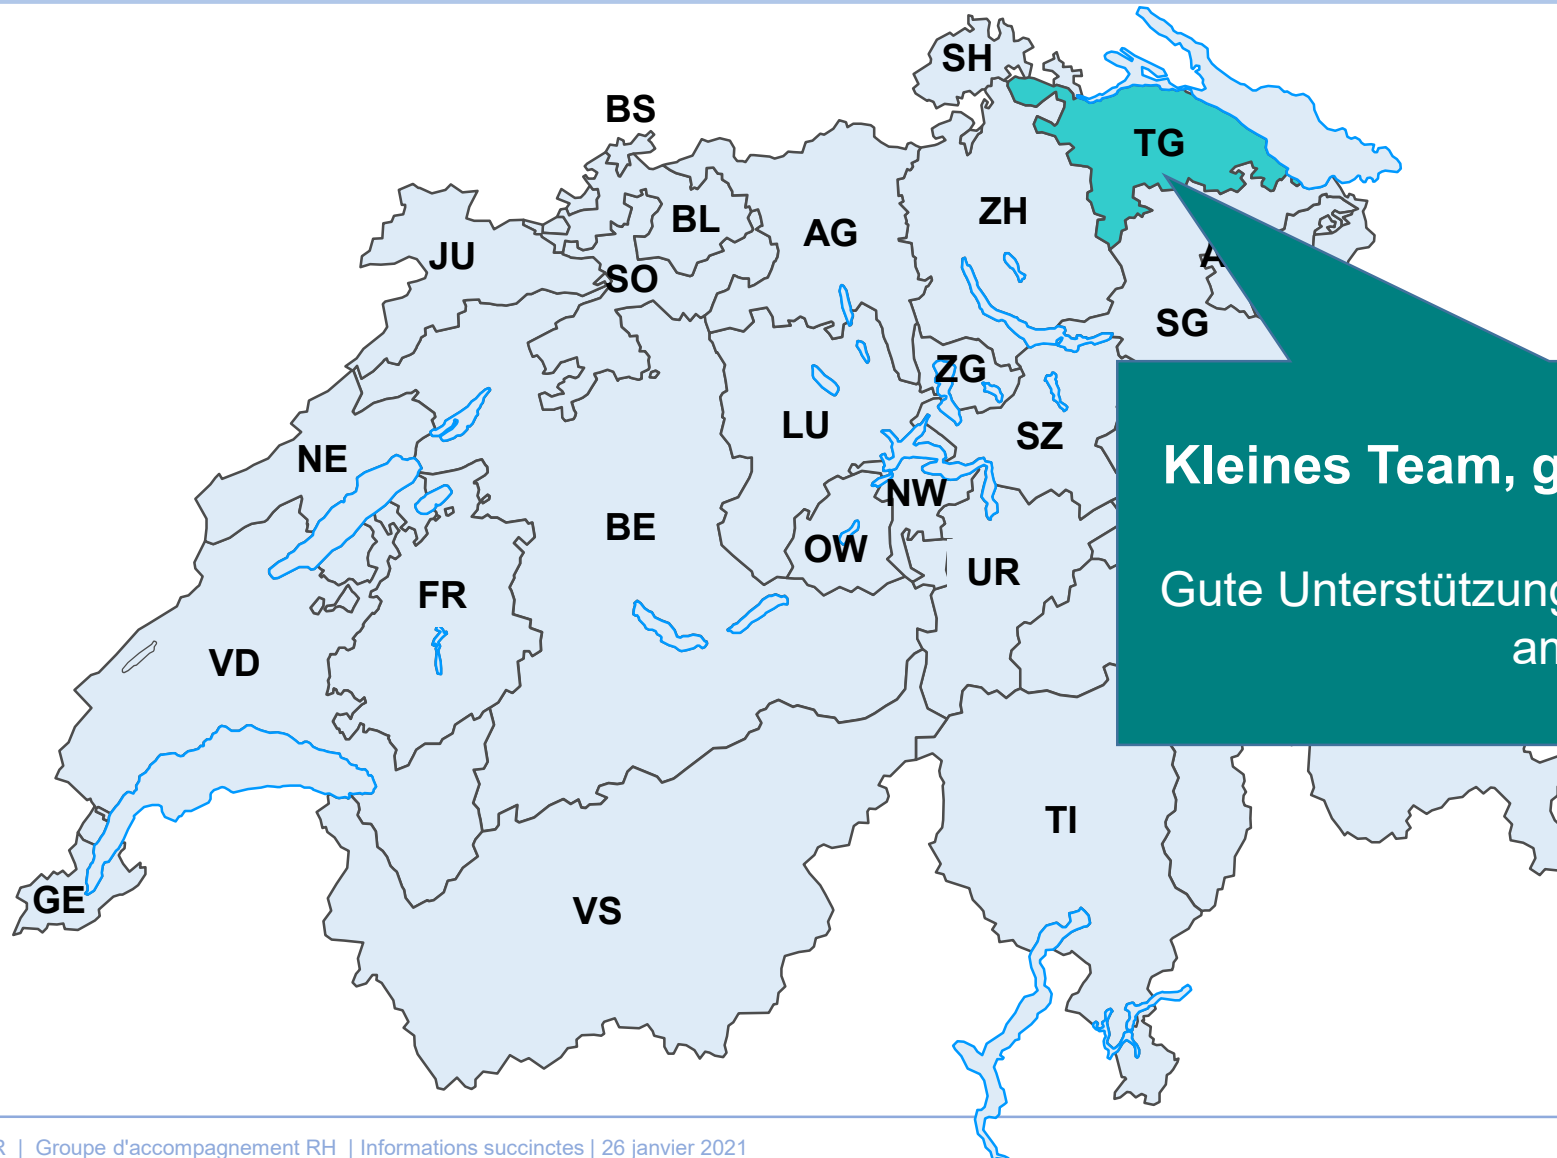 SH
BS
TG
BL
ZH
AG
JU
SO
SG
ZG
LU
SZ
NE
NW
BE
OW
UR
FR
VD
TI
VS
GE
Kleines Team, g
Gute Unterstützung
an
R | Groupe d'accompagnement RH | Informations succinctes | 26 janvier 2021